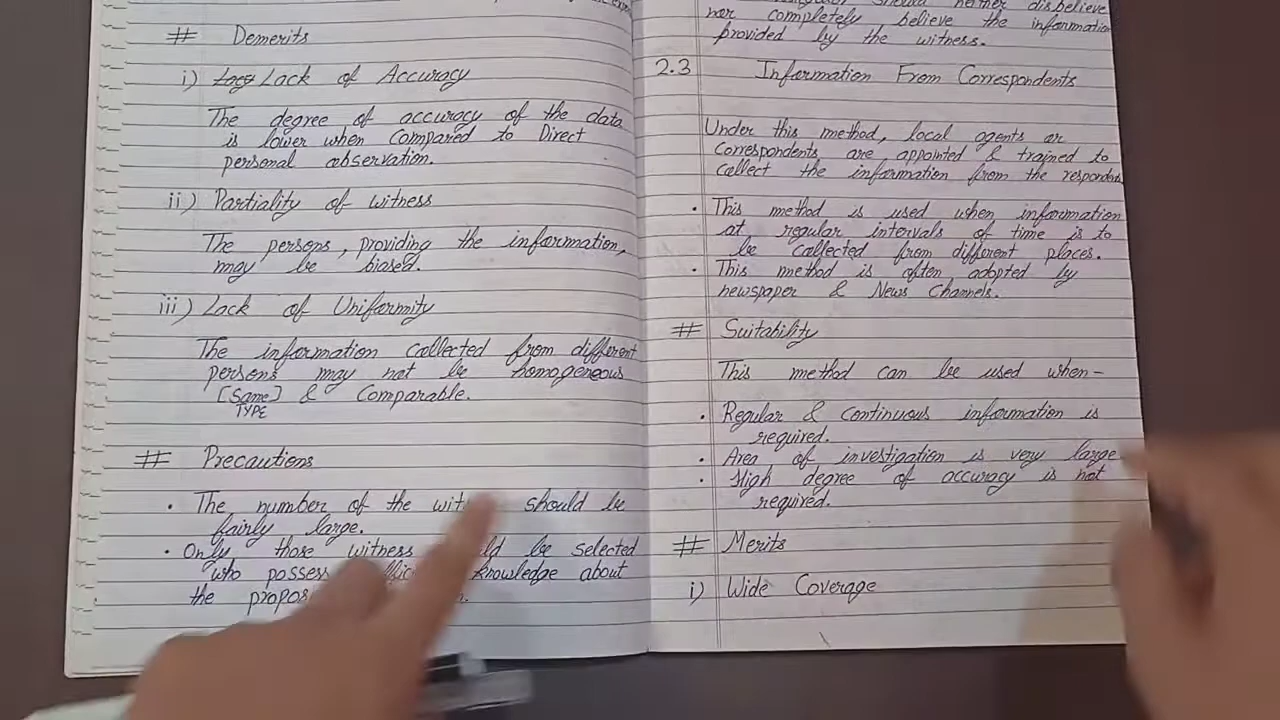 # Demerits
i) Lack of Accuracy
The degree of accuracy of the data
is lower when compared to Direct
personal observation.
ii) Partiality of witness
The persons, providing the information,
may be biased.
iii) Lack of Uniformity
The information collected from different
persons may not be homogeneous
[Same] & Comparable.
TYPE
# Precautions
• The number of the should be
fairly large.
• Only those witness be selected
who possess knowledge about
the
neither disbelieve
nor completely believe the information
provided by the witness.
2.3 Information From Correspondents
Under this method, local agents or
correspondents are appointed & trained to
collect the information from the respondents
• This method is used when information
at regular intervals of time is to
be collected from different places.
• This method is often adopted by
newspaper & News Channels.
# Suitability
This method can be used when-
• Regular & continuous information is
required.
• Area of investigation is very large
• High degree of accuracy is not
required.
# Merits
i) Wide Coverage